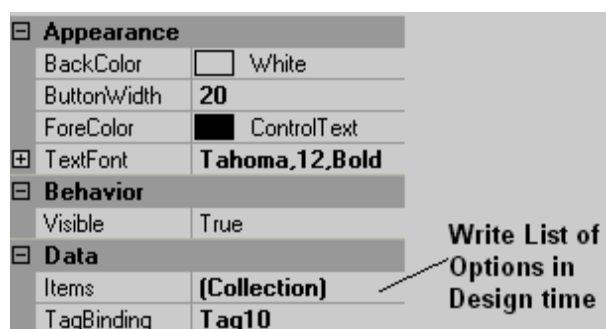 Appearance
BackColor White
ButtonWidth 20
ForeColor ControlText
TextFont Tahoma,12,Bold
Behavior
Visible True
Data
Items (Collection)
TagBinding Tag10
Write List of
Options in
Design time